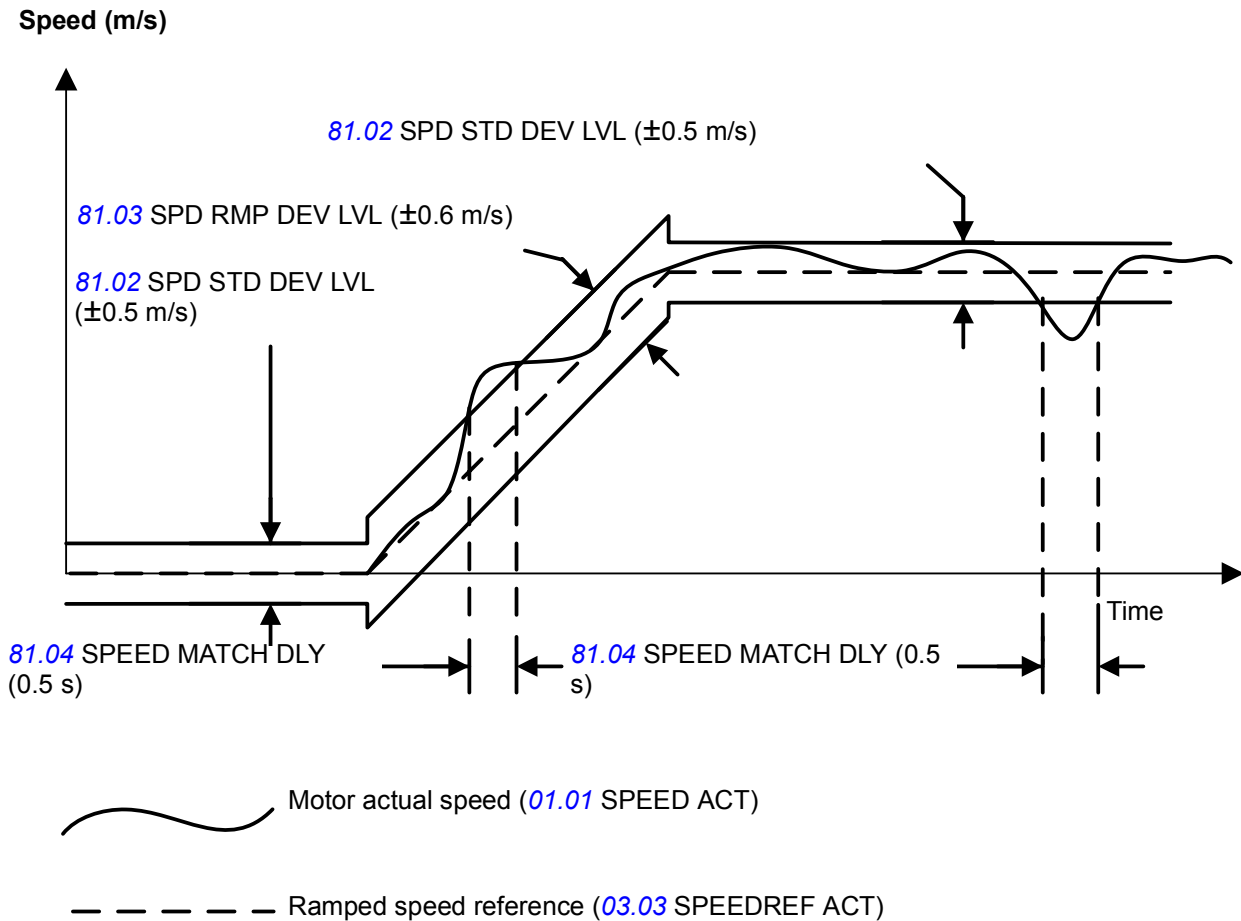 Speed (m/s)
81.02 SPD STD DEV LVL (±0.5 m/s)
81.03 SPD RMP DEV LVL (±0.6 m/s)
81.02 SPD STD DEV LVL
(±0.5 m/s)
Time
81.04 SPEED MATCH DLY
(0.5 s)
81.04 SPEED MATCH DLY (0.5
s)
Motor actual speed (01.01 SPEED ACT)
Ramped speed reference (03.03 SPEEDREF ACT)